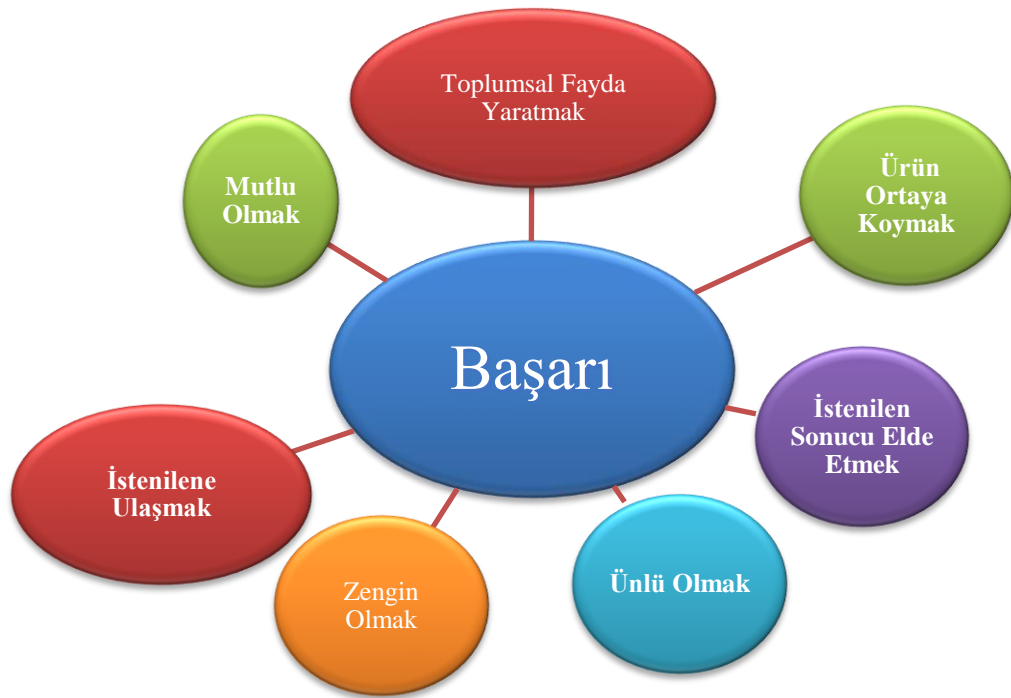 Toplumsal Fayda
Yaratmak
Mutlu
Olmak
Ürün
Ortaya
Koymak
Başarı
İstenilen
Sonucu Elde
Etmek
İstenilene
Ulaşmak
Zengin
Olmak
Ünlü Olmak